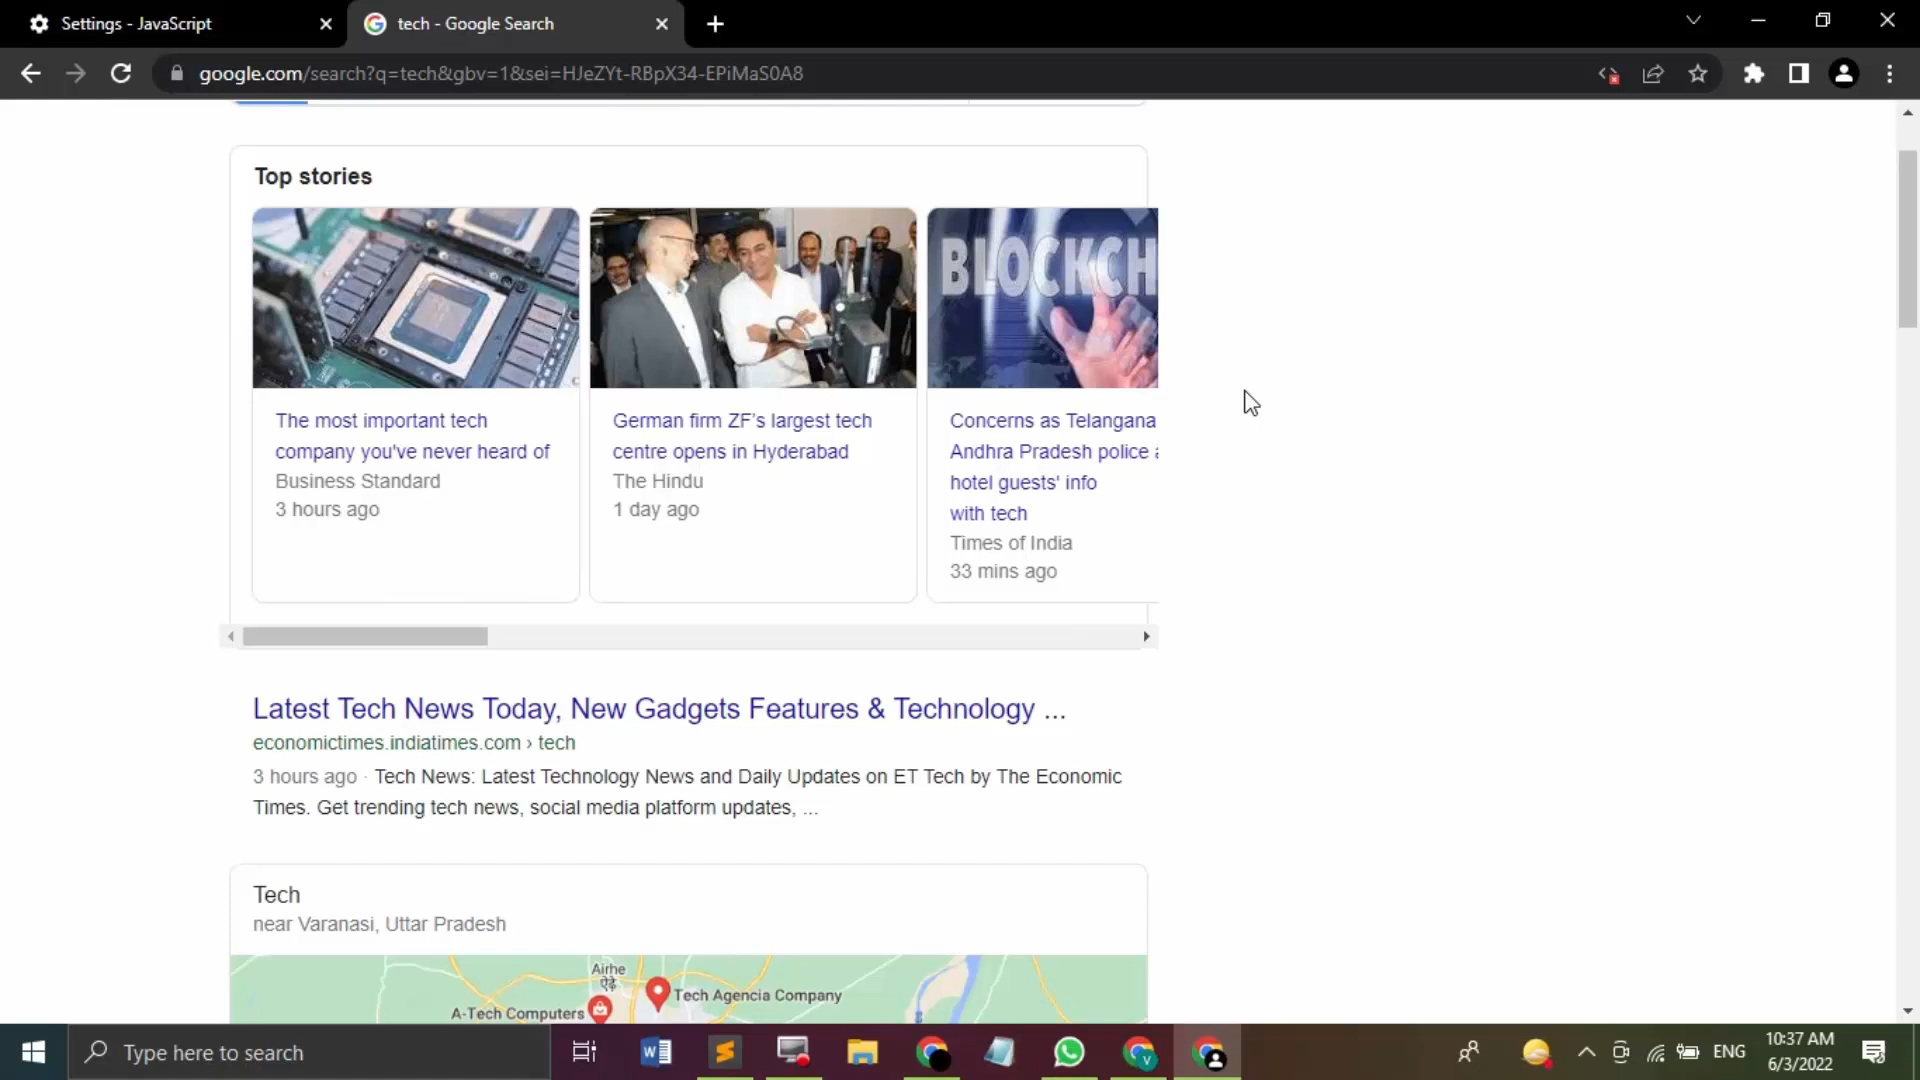 Settings - JavaScript
tech - Google Search
google.com/search?q=tech&gbv=1&sei=HJeZYt-RBpX34-EPiMaS0A8
Top stories
BLOCKCH
The most important tech
company you've never heard of
Business Standard
3 hours ago
German firm ZF's largest tech
centre opens in Hyderabad
The Hindu
1 day ago
Concerns as Telangana
Andhra Pradesh police a
hotel guests' info
with tech
Times of India
33 mins ago
Latest Tech News Today, New Gadgets Features & Technology ...
economictimes.indiatimes.com › tech
3 hours ago · Tech News: Latest Technology News and Daily Updates on ET Tech by The Economic
Times. Get trending tech news, social media platform updates, ...
Tech
near Varanasi, Uttar Pradesh
Airhe
ऐढ़े
Tech Agencia Company
A-Tech Computers
Type here to search
ENG
10:37 AM
6/3/2022